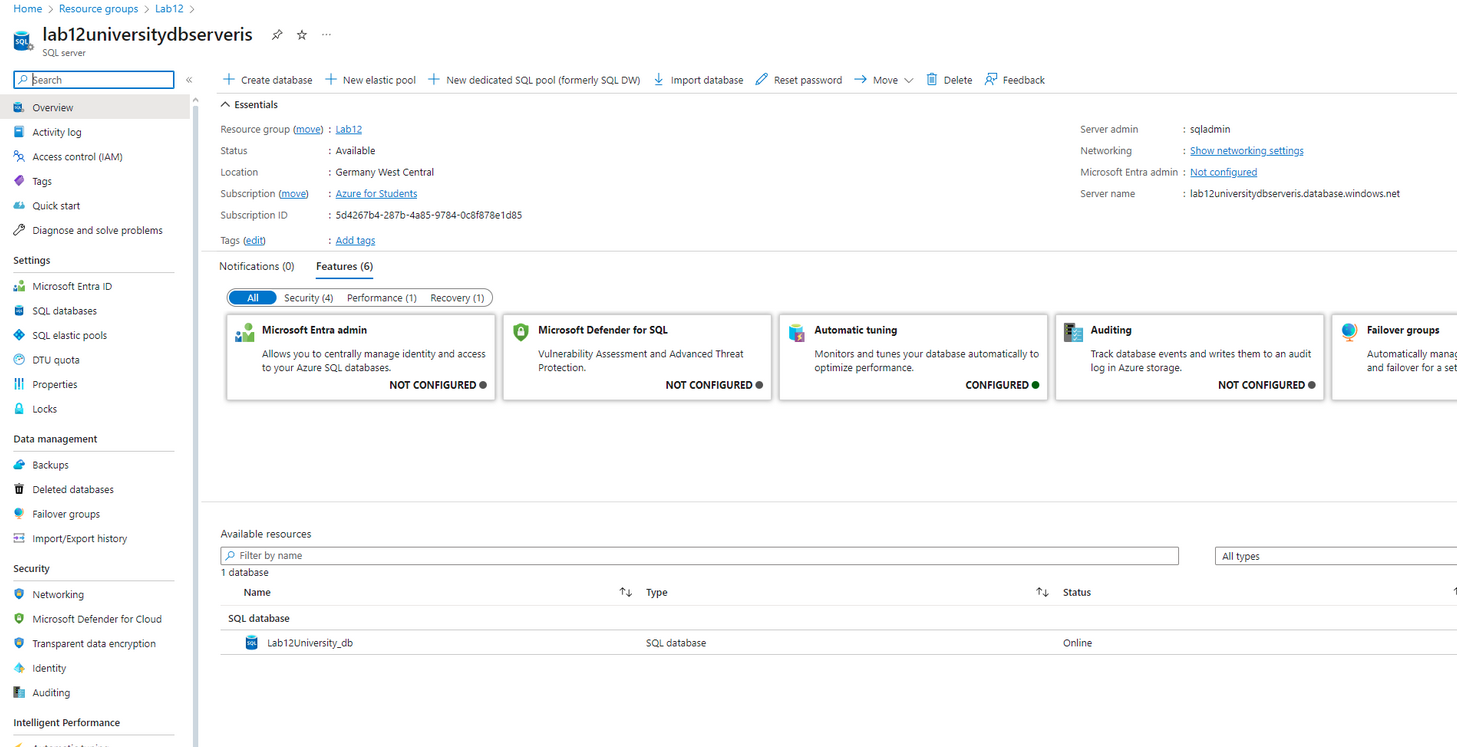 Home > Resource groups > Lab12 >
lab12universitydbserveris
SQL server
Search
Overview
Activity log
Access control (IAM)
Tags
Quick start
Diagnose and solve problems
Settings
Microsoft Entra ID
SQL databases
SQL elastic pools
DTU quota
Properties
Locks
Data management
Backups
Deleted databases
Failover groups
Import/Export history
Security
Networking
Microsoft Defender for Cloud
Transparent data encryption
Identity
Auditing
Intelligent Performance
Create database New elastic pool New dedicated SQL pool (formerly SQL DW) Import database Reset password Move Delete Feedback
Essentials
Resource group (move) : Lab12
Status : Available
Location : Germany West Central
Subscription (move) : Azure for Students
Subscription ID : 5d4267b4-287b-4a85-9784-0c8f878e1d85
Tags (edit) : Add tags
Server admin : sqladmin
Networking : Show networking settings
Microsoft Entra admin : Not configured
Server name : lab12universitydbserveris.database.windows.net
Notifications (0) Features (6)
All Security (4) Performance (1) Recovery (1)
Microsoft Entra admin
Allows you to centrally manage identity and access
to your Azure SQL databases.
NOT CONFIGURED
Microsoft Defender for SQL
Vulnerability Assessment and Advanced Threat
Protection.
NOT CONFIGURED
Automatic tuning
Monitors and tunes your database automatically to
optimize performance.
CONFIGURED
Auditing
Track database events and writes them to an audit
log in Azure storage.
NOT CONFIGURED
Failover groups
Automatically
and failover for a
Available resources
Filter by name
All types
1 database
Name Type Status
SQL database
Lab12University_db SQL database Online